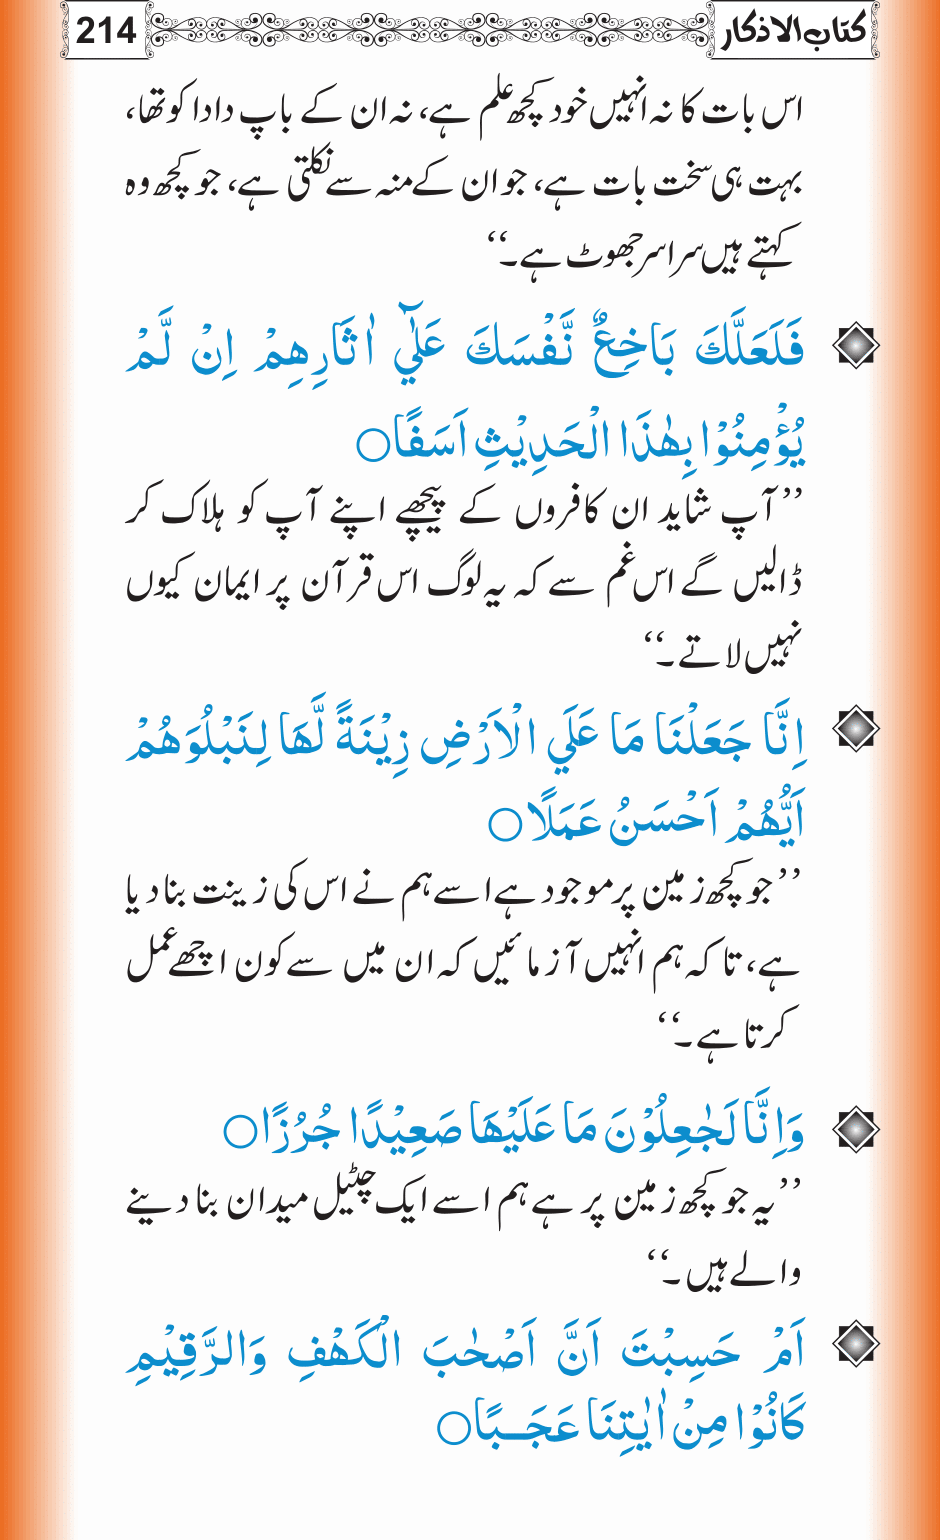 کتاب الاذکار 214
اس بات کا نہ انہیں خود کچھ علم ہے، نہ ان کے باپ دادا کو تھا،
بہت ہی سخت بات ہے، جو ان کے منہ سے نکلتی ہے، جو کچھ وہ
کہتے ہیں سراسر جھوٹ ہے۔‘‘
فَلَعَلَّكَ بَاخِعٌ نَّفْسَكَ عَلٰٓي اٰثَارِهِمْ اِنْ لَّمْ
يُؤْمِنُوْا بِهٰذَا الْحَدِيْثِ اَسَفًا○
’’آپ شاید ان کافروں کے پیچھے اپنے آپ کو ہلاک کر
ڈالیں گے اس غم سے کہ یہ لوگ اس قرآن پر ایمان کیوں
نہیں لاتے۔‘‘
اِنَّا جَعَلْنَا مَا عَلَي الْاَرْضِ زِيْنَةً لَّهَا لِنَبْلُوَهُمْ
اَيُّهُمْ اَحْسَنُ عَمَلًا○
’’جو کچھ زمین پر موجود ہے اسے ہم نے اس کی زینت بنا دیا
ہے، تا کہ ہم انہیں آزمائیں کہ ان میں سے کون اچھے عمل
کرتا ہے۔‘‘
وَاِنَّا لَجٰعِلُوْنَ مَا عَلَيْهَا صَعِيْدًا جُرُزًا○
’’یہ جو کچھ زمین پر ہے ہم اسے ایک چٹیل میدان بنا دینے
والے ہیں۔‘‘
اَمْ حَسِبْتَ اَنَّ اَصْحٰبَ الْكَهْفِ وَالرَّقِيْمِ
كَانُوْا مِنْ اٰيٰتِنَا عَجَبًا○